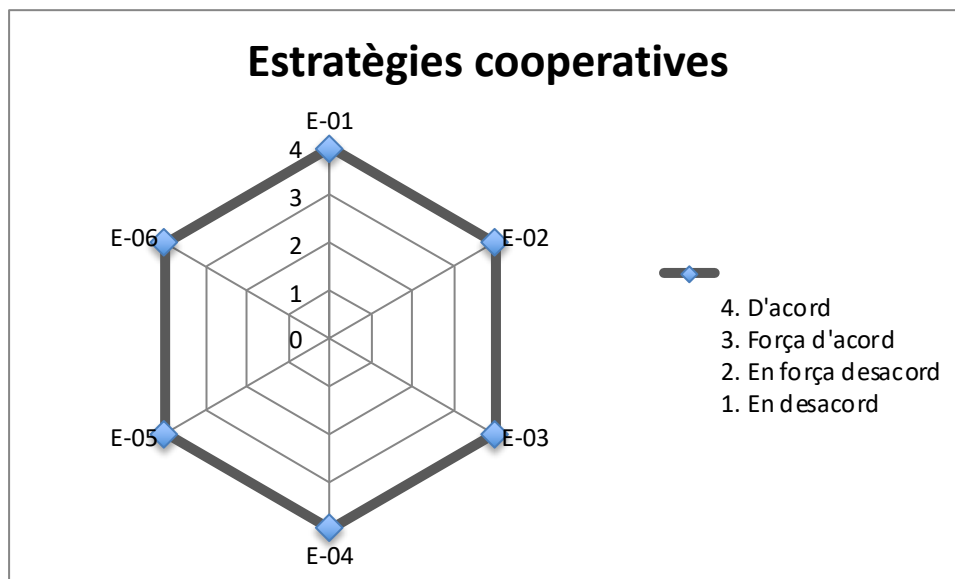 Estratègies cooperatives
E-01
4
3
2
1
0
E-06
E-02
E-05
E-03
E-04
4. D'acord
3. Força d'acord
2. En força desacord
1. En desacord